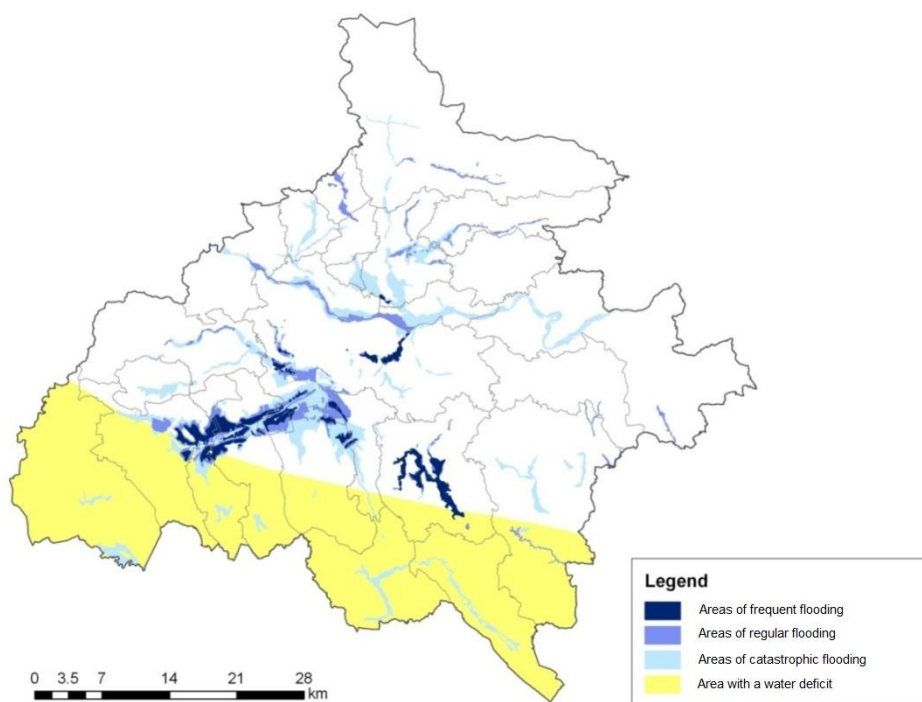 Legend
Areas of frequent flooding
Areas of regular flooding
Areas of catastrophic flooding
Area with a water deficit
0 3.5 7 14 21 28
km